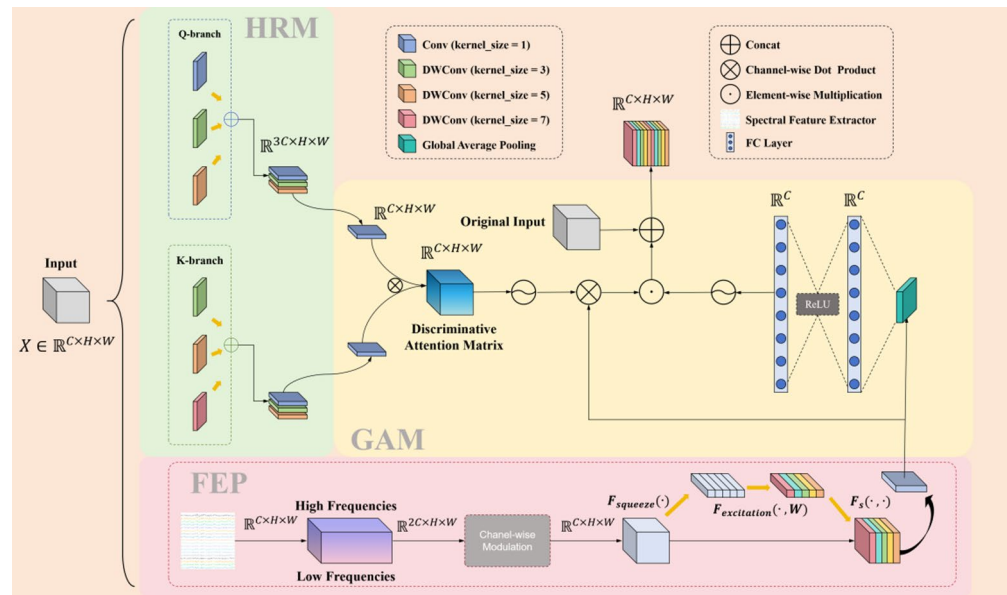 HRM
Q-branch
ℝ^{3C×H×W}
K-branch
Input
X ∈ ℝ^{C×H×W}
Conv (kernel_size = 1)
DWConv (kernel_size = 3)
DWConv (kernel_size = 5)
DWConv (kernel_size = 7)
Global Average Pooling
ℝ^{C×H×W}
Concat
Channel-wise Dot Product
Element-wise Multiplication
Spectral Feature Extractor
FC Layer
ℝ^{C×H×W}
Original Input
ℝ^{C×H×W}
Discriminative
Attention Matrix
ℝ^C
ℝ^C
ReLU
GAM
FEP
ℝ^{C×H×W}
High Frequencies
Low Frequencies
ℝ^{2C×H×W}
Chanel-wise
Modulation
ℝ^{C×H×W}
F_{squeeze}(·)
F_{excitation}(·, W)
F_s(·,·)